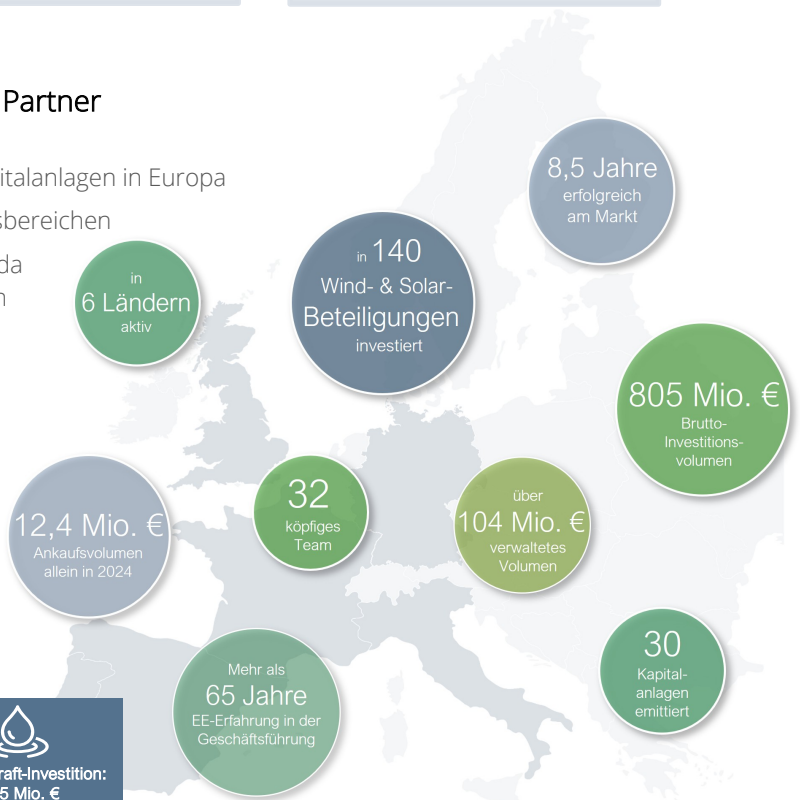 Partner
italanlagen in Europa
sbereichen
da
n
8,5 Jahre
erfolgreich
am Markt
in 140
Wind- & Solar-
Beteiligungen
investiert
in
6 Ländern
aktiv
805 Mio. €
Brutto-
Investitions-
volumen
32
köpfiges
Team
über
104 Mio. €
verwaltetes
Volumen
12,4 Mio. €
Ankaufsvolumen
allein in 2024
30
Kapital-
anlagen
emittiert
Mehr als
65 Jahre
EE-Erfahrung in der
Geschäftsführung
raft-Investition:
5 Mio. €